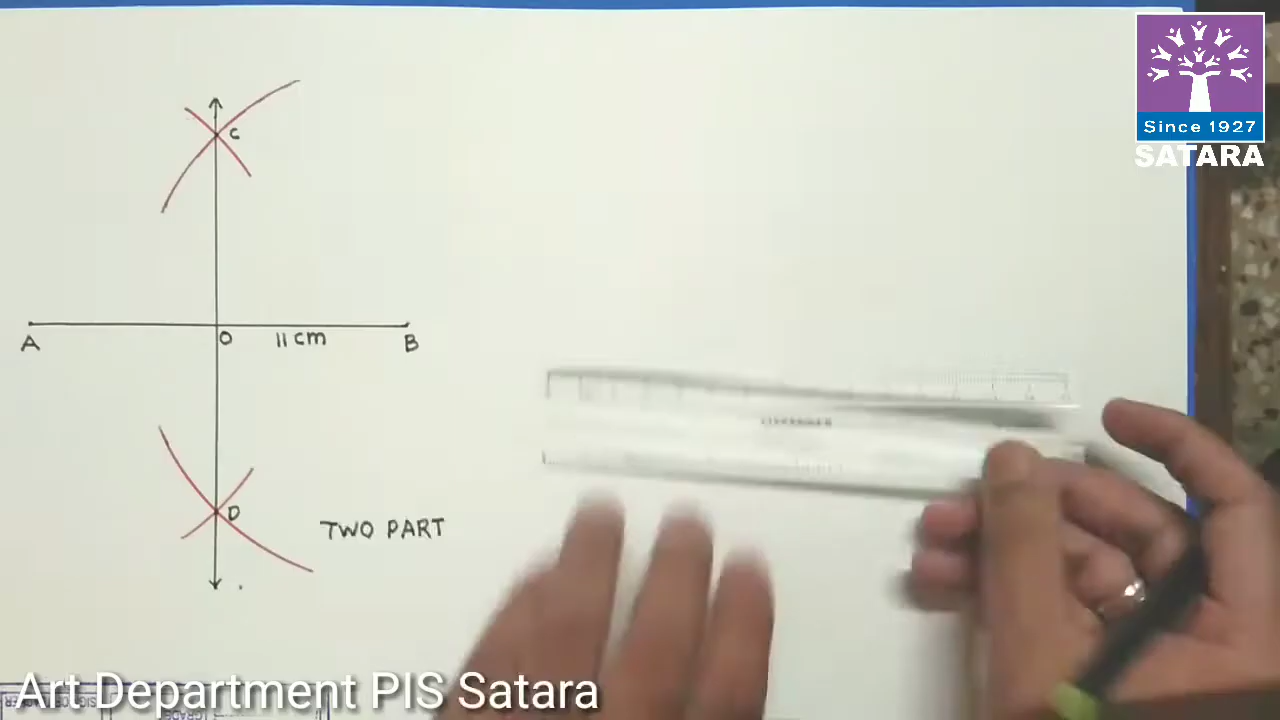 Since 1927
SATARA
C
O
11 cm
A
B
D
TWO PART
Art Department PIS Satara